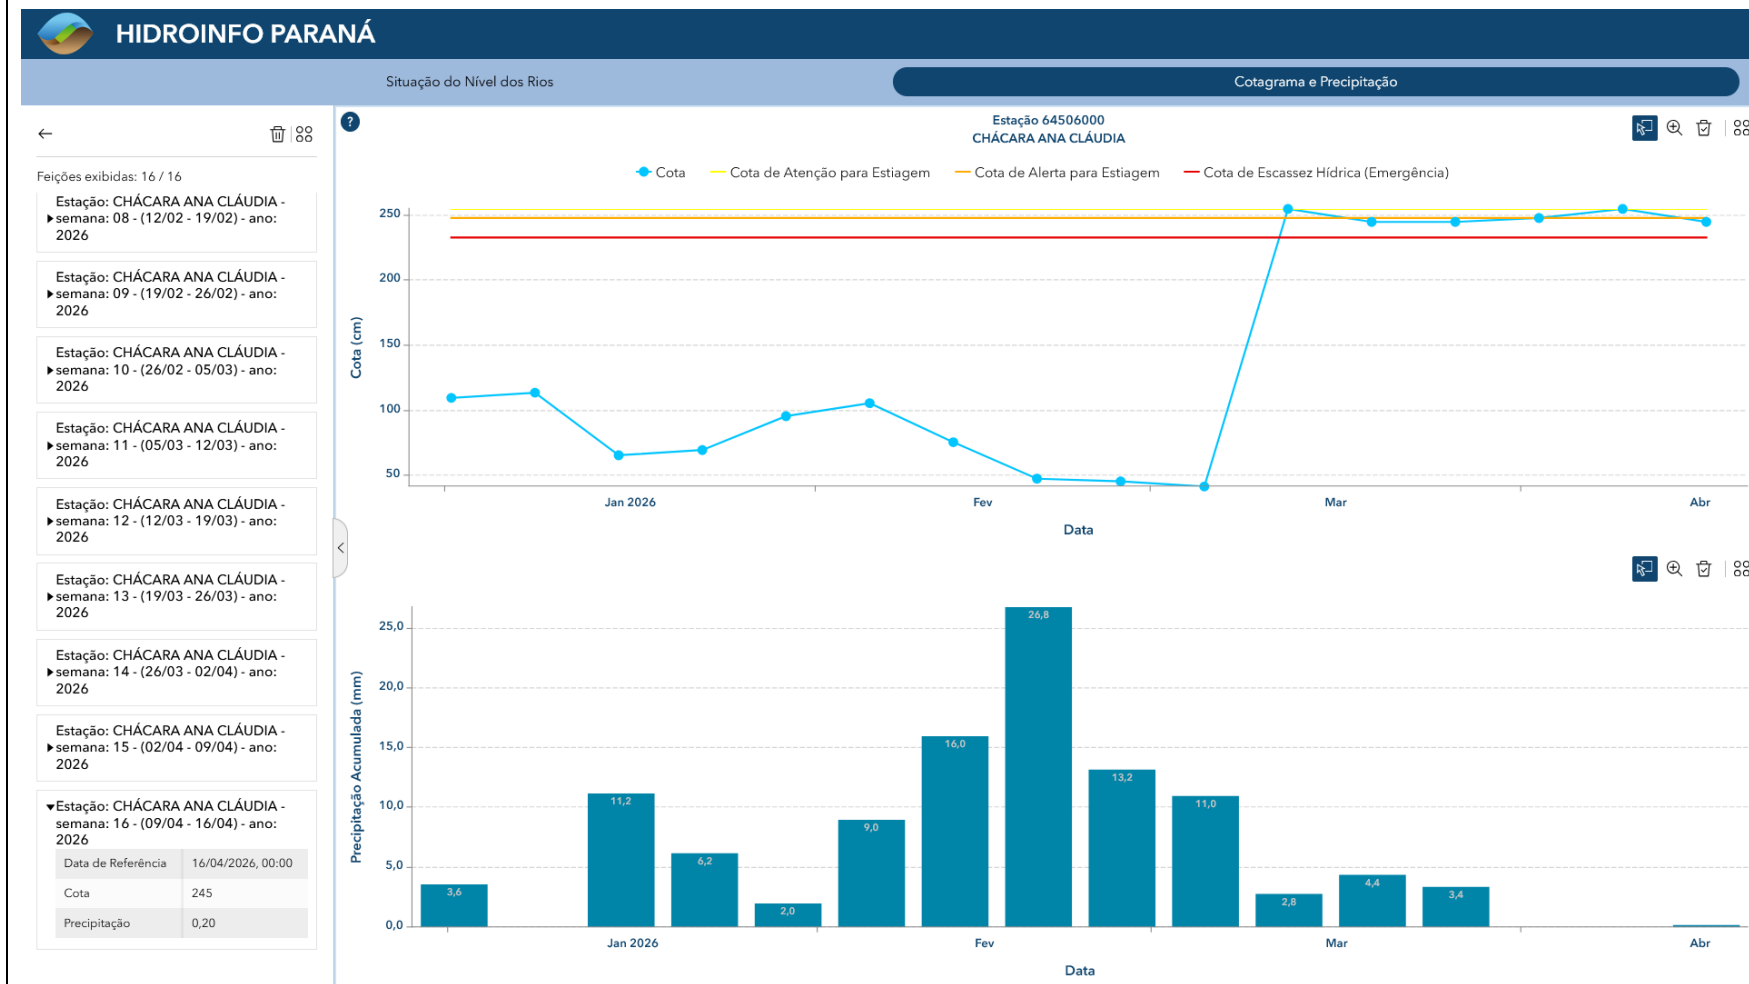 HIDROINFO PARANÁ
Situação do Nível dos Rios
Cotagrama e Precipitação
Feições exibidas: 16 / 16
Estação: CHÁCARA ANA CLÁUDIA -
semana: 08 - (12/02 - 19/02) - ano:
2026
Estação: CHÁCARA ANA CLÁUDIA -
semana: 09 - (19/02 - 26/02) - ano:
2026
Estação: CHÁCARA ANA CLÁUDIA -
semana: 10 - (26/02 - 05/03) - ano:
2026
Estação: CHÁCARA ANA CLÁUDIA -
semana: 11 - (05/03 - 12/03) - ano:
2026
Estação: CHÁCARA ANA CLÁUDIA -
semana: 12 - (12/03 - 19/03) - ano:
2026
Estação: CHÁCARA ANA CLÁUDIA -
semana: 13 - (19/03 - 26/03) - ano:
2026
Estação: CHÁCARA ANA CLÁUDIA -
semana: 14 - (26/03 - 02/04) - ano:
2026
Estação: CHÁCARA ANA CLÁUDIA -
semana: 15 - (02/04 - 09/04) - ano:
2026
Estação: CHÁCARA ANA CLÁUDIA -
semana: 16 - (09/04 - 16/04) - ano:
2026
Data de Referência 16/04/2026, 00:00
Cota 245
Precipitação 0,20
?
Estação 64506000
CHÁCARA ANA CLÁUDIA
Cota Cota de Atenção para Estiagem Cota de Alerta para Estiagem Cota de Escassez Hídrica (Emergência)
Cota (cm)
250
200
150
100
50
Jan 2026 Fev Mar Abr
Data
Precipitação Acumulada (mm)
25,0
20,0
15,0
10,0
5,0
0,0
3,6 11,2 6,2 2,0 9,0 16,0 26,8 13,2 11,0 2,8 4,4 3,4
Jan 2026 Fev Mar Abr
Data